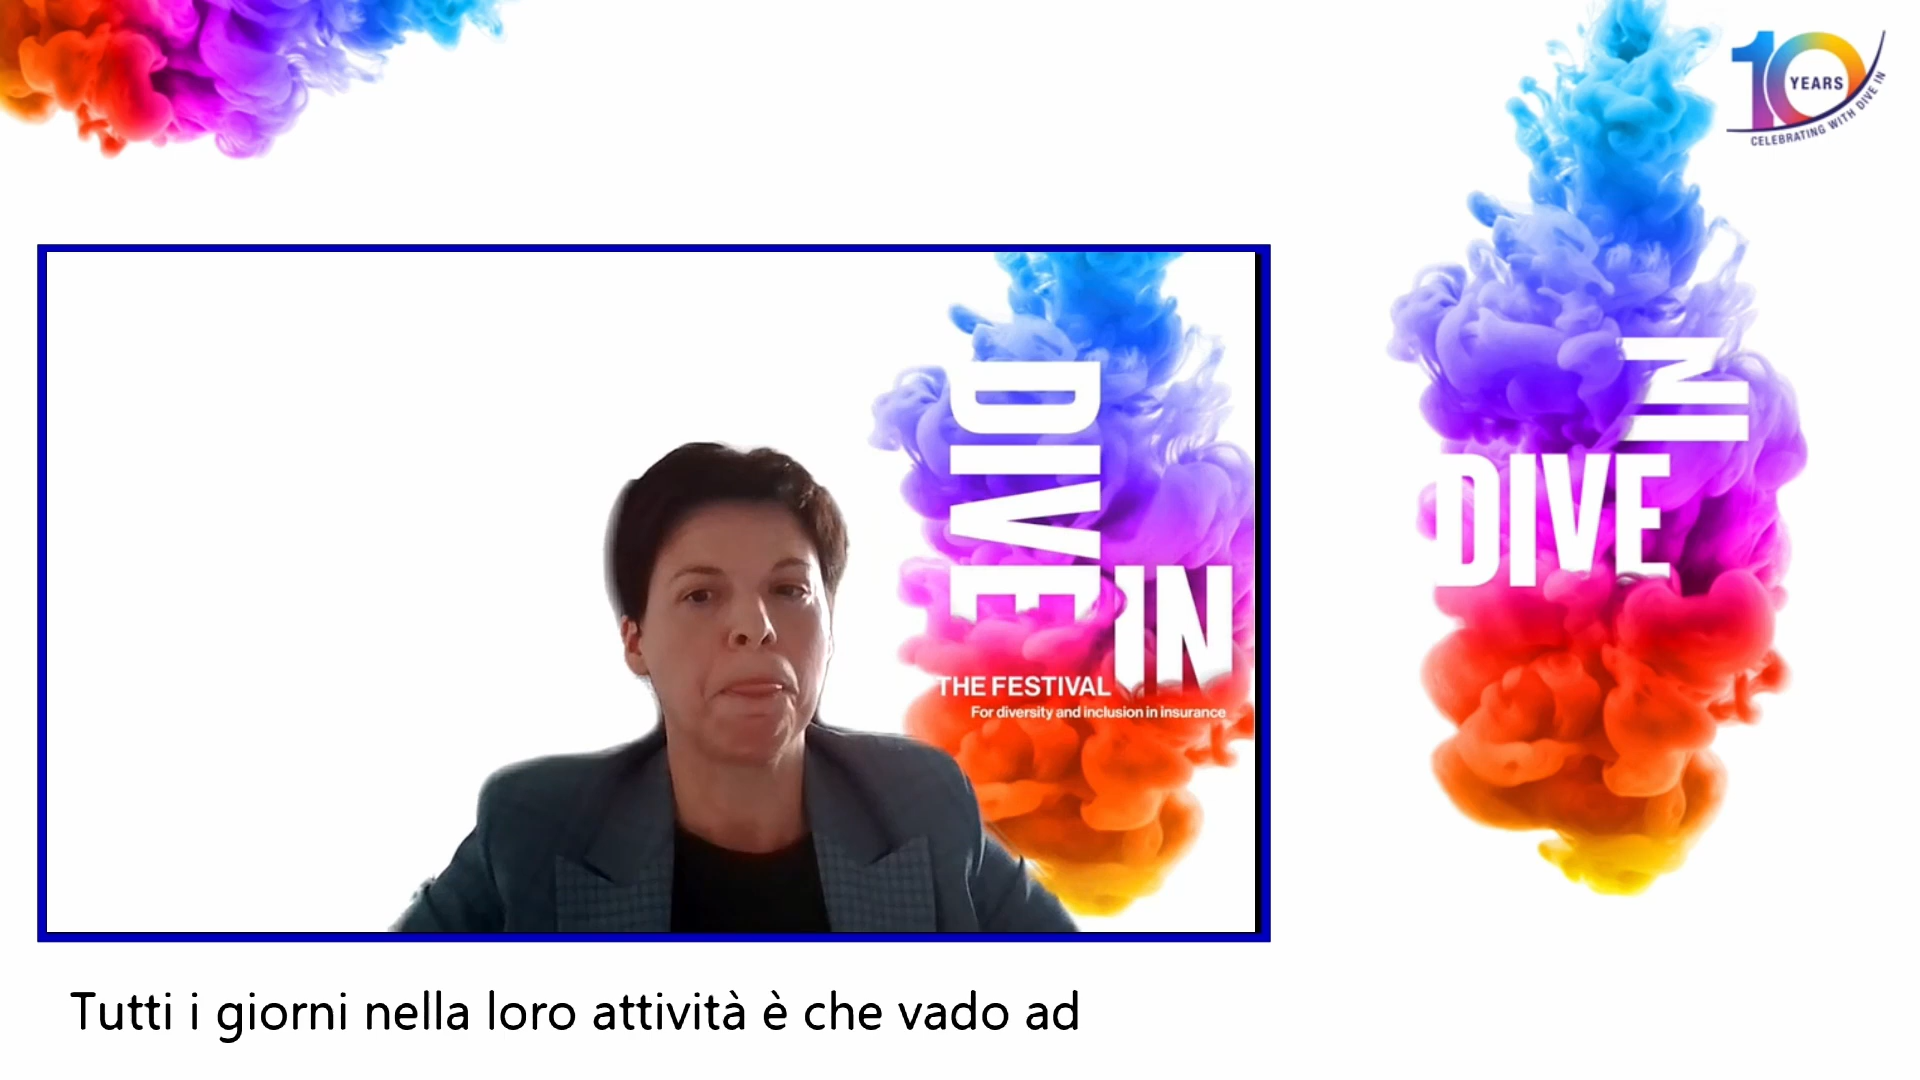 10 YEARS
CELEBRATING WITH DIVE IN
DIVE
IN
THE FESTIVAL
For diversity and inclusion in insurance
IN
DIVE
Tutti i giorni nella loro attività è che vado ad